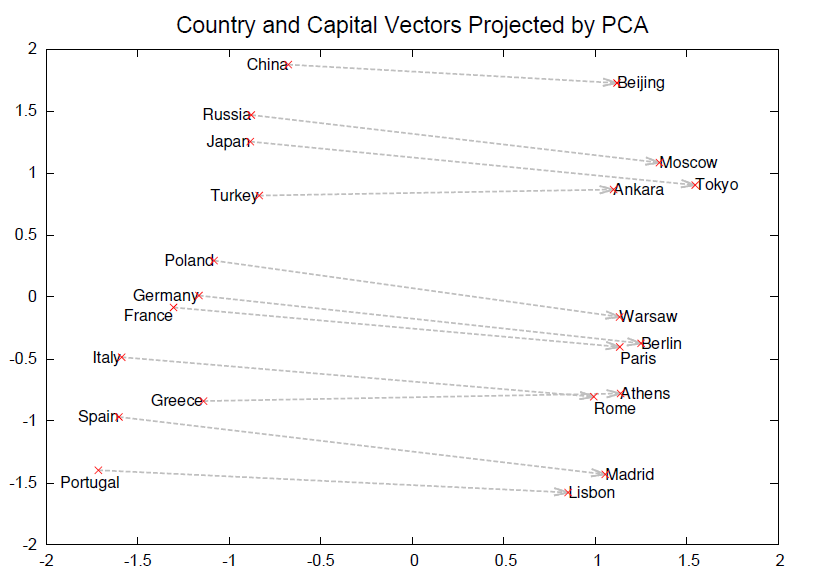 Country and Capital Vectors Projected by PCA
2
China
Beijing
1.5
Russia
Japan
Moscow
1
Tokyo
Turkey
Ankara
0.5
Poland
Germany
0
France
Warsaw
Berlin
-0.5
Italy
Paris
Greece
Athens
Rome
-1
Spain
Madrid
-1.5
Portugal
Lisbon
-2
-2 -1.5 -1 -0.5 0 0.5 1 1.5 2